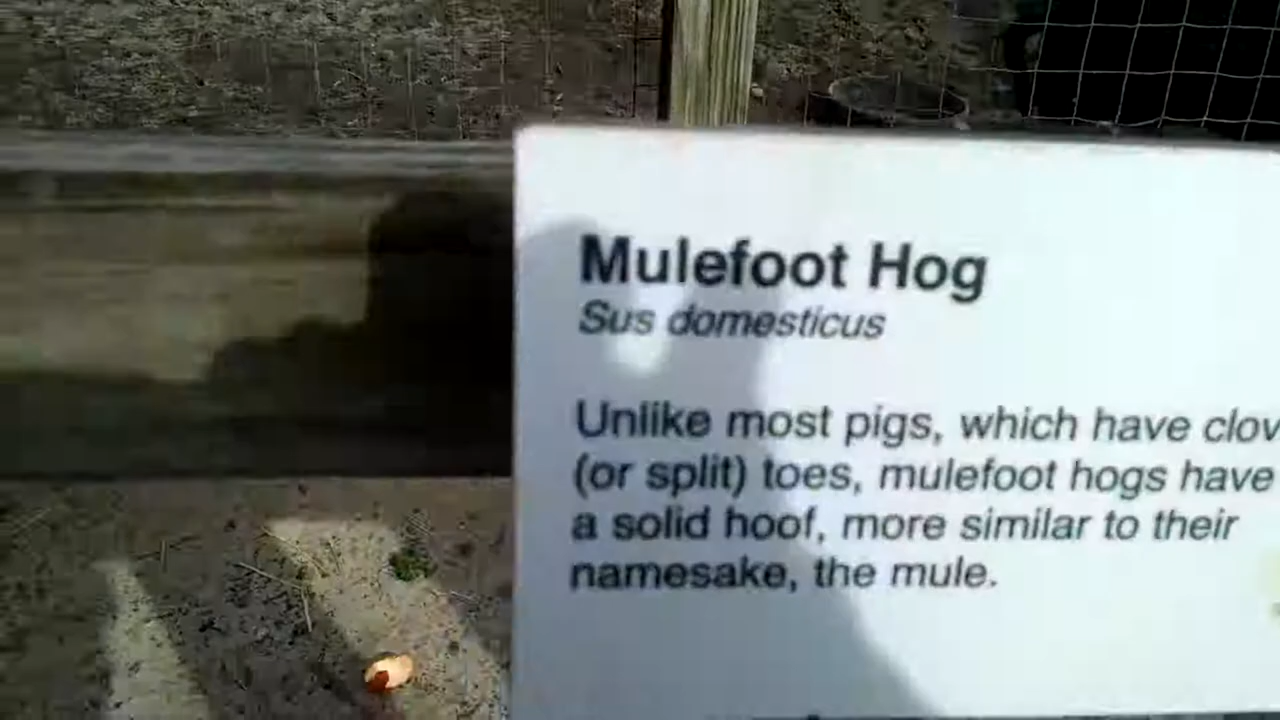 Mulefoot Hog
Sus domesticus
Unlike most pigs, which have clov
(or split) toes, mulefoot hogs have
a solid hoof, more similar to their
namesake, the mule.